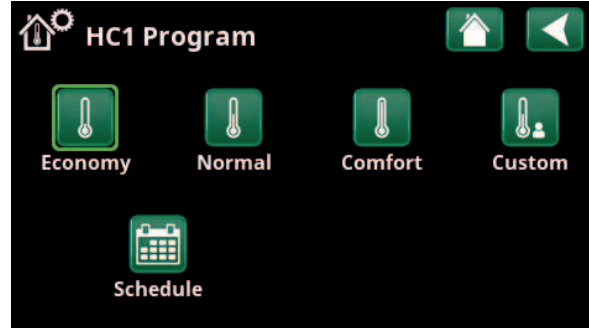 HC1 Program
Economy
Normal
Comfort
Custom
Schedule